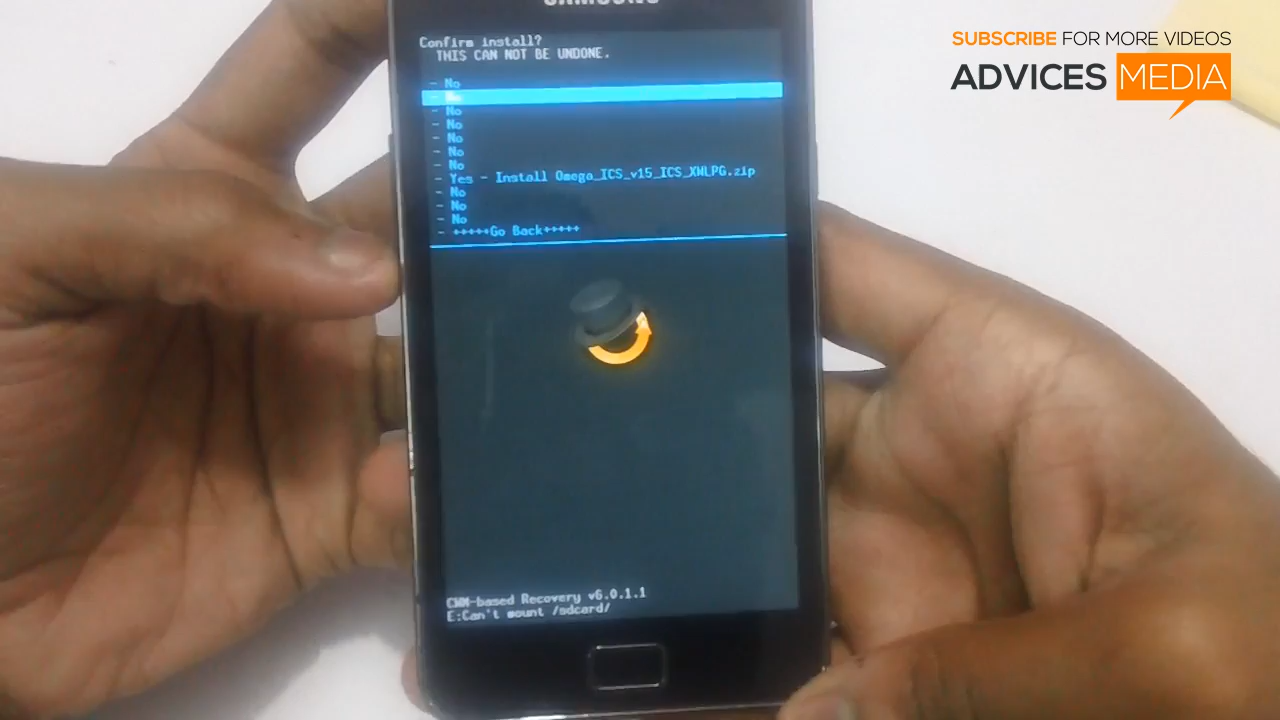 SAMSUNG
Confirm install?
THIS CAN NOT BE UNDONE.
- No
- No
- No
- No
- No
- No
- No
- Yes - Install Omega_ICS_v15_ICS_XWLPG.zip
- No
- No
- No
- +++++Go Back+++++
CWM-based Recovery v6.0.1.1
E:Can't mount /sdcard/
SUBSCRIBE FOR MORE VIDEOS
ADVICES MEDIA